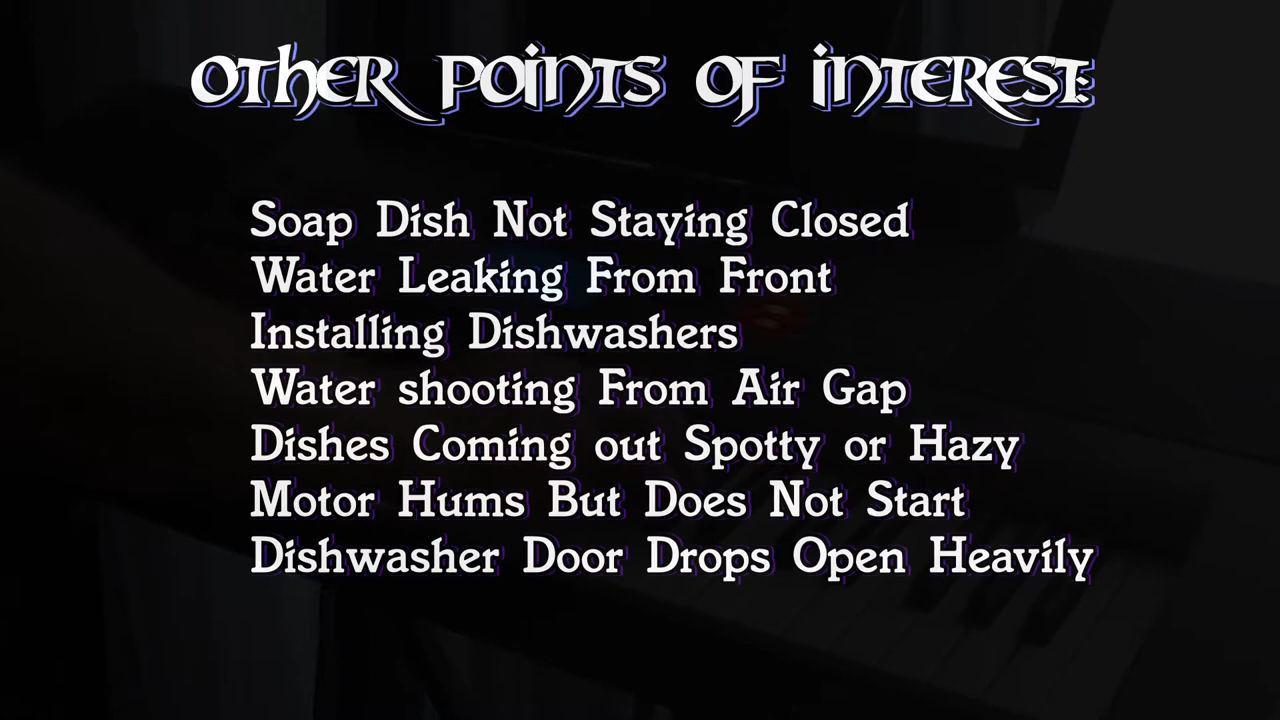 OTHER POINTS OF INTEREST:
Soap Dish Not Staying Closed
Water Leaking From Front
Installing Dishwashers
Water shooting From Air Gap
Dishes Coming out Spotty or Hazy
Motor Hums But Does Not Start
Dishwasher Door Drops Open Heavily